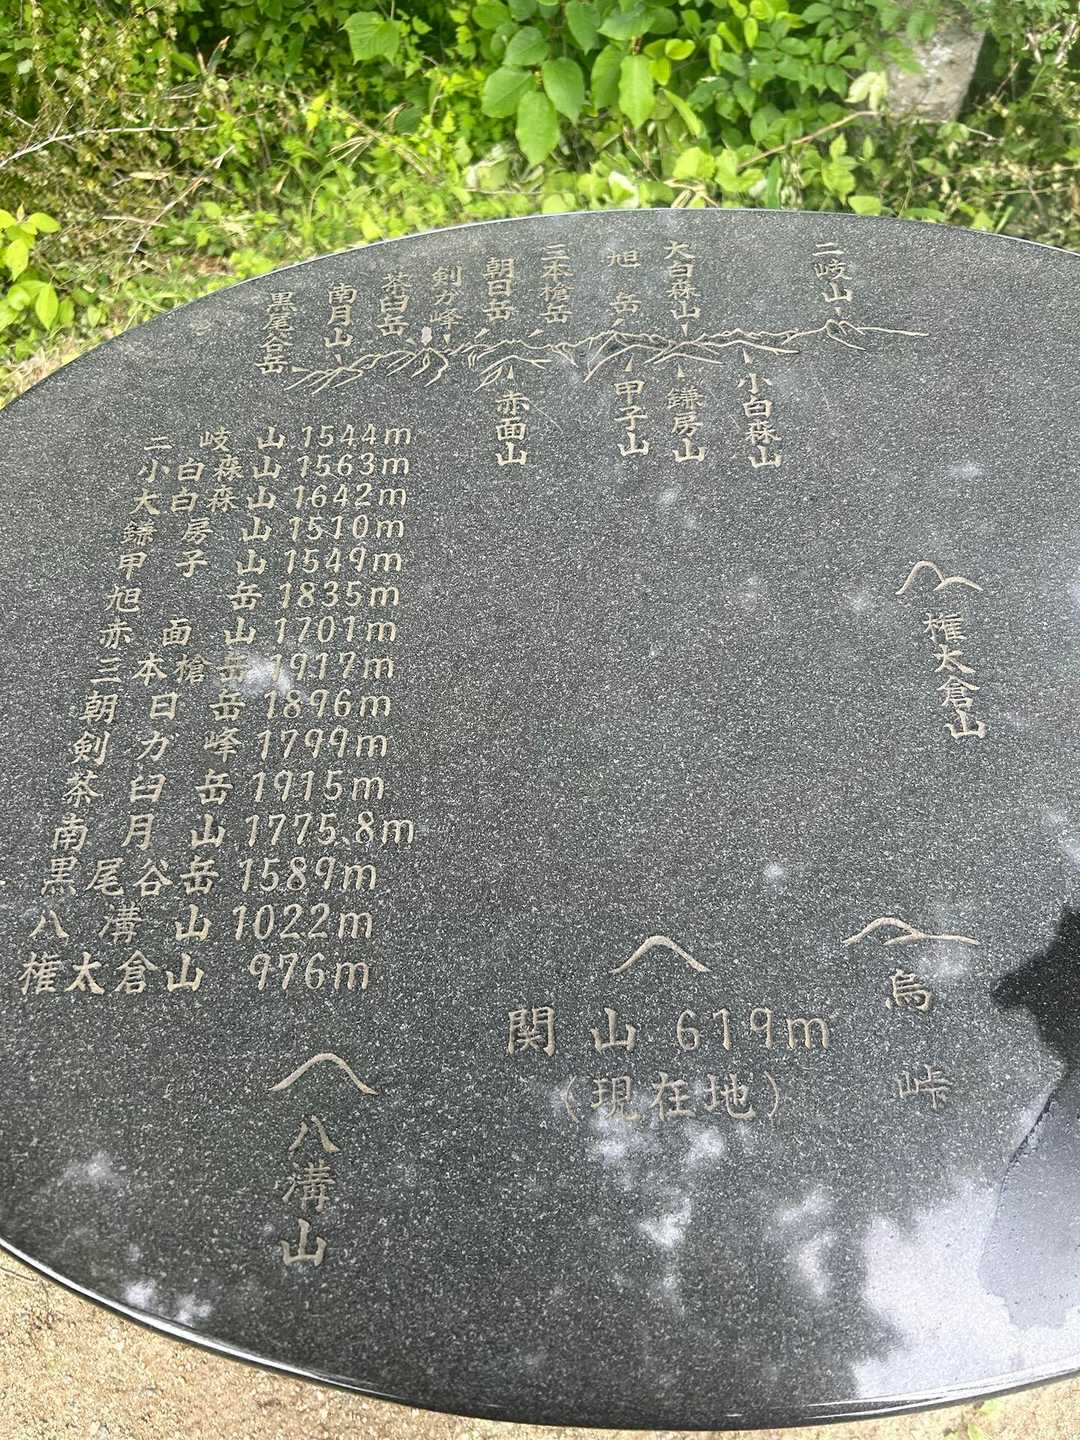 黒尾谷岳
南月山
茶臼岳
剣ガ峰
朝日岳
三本槍岳
旭岳
大白森山
二岐山
赤面山
甲子山
鎌房山
小白森山
二岐山 1544m
小白森山 1563m
大白森山 1642m
鎌房山 1510m
甲子山 1549m
旭岳 1835m
赤面山 1701m
三本槍岳 1917m
朝日岳 1896m
剣ガ峰 1799m
茶臼岳 1915m
南月山 1775.8m
黒尾谷岳 1589m
八溝山 1022m
権太倉山 976m
権太倉山
関山 619m
(現在地)
烏峠
八溝山